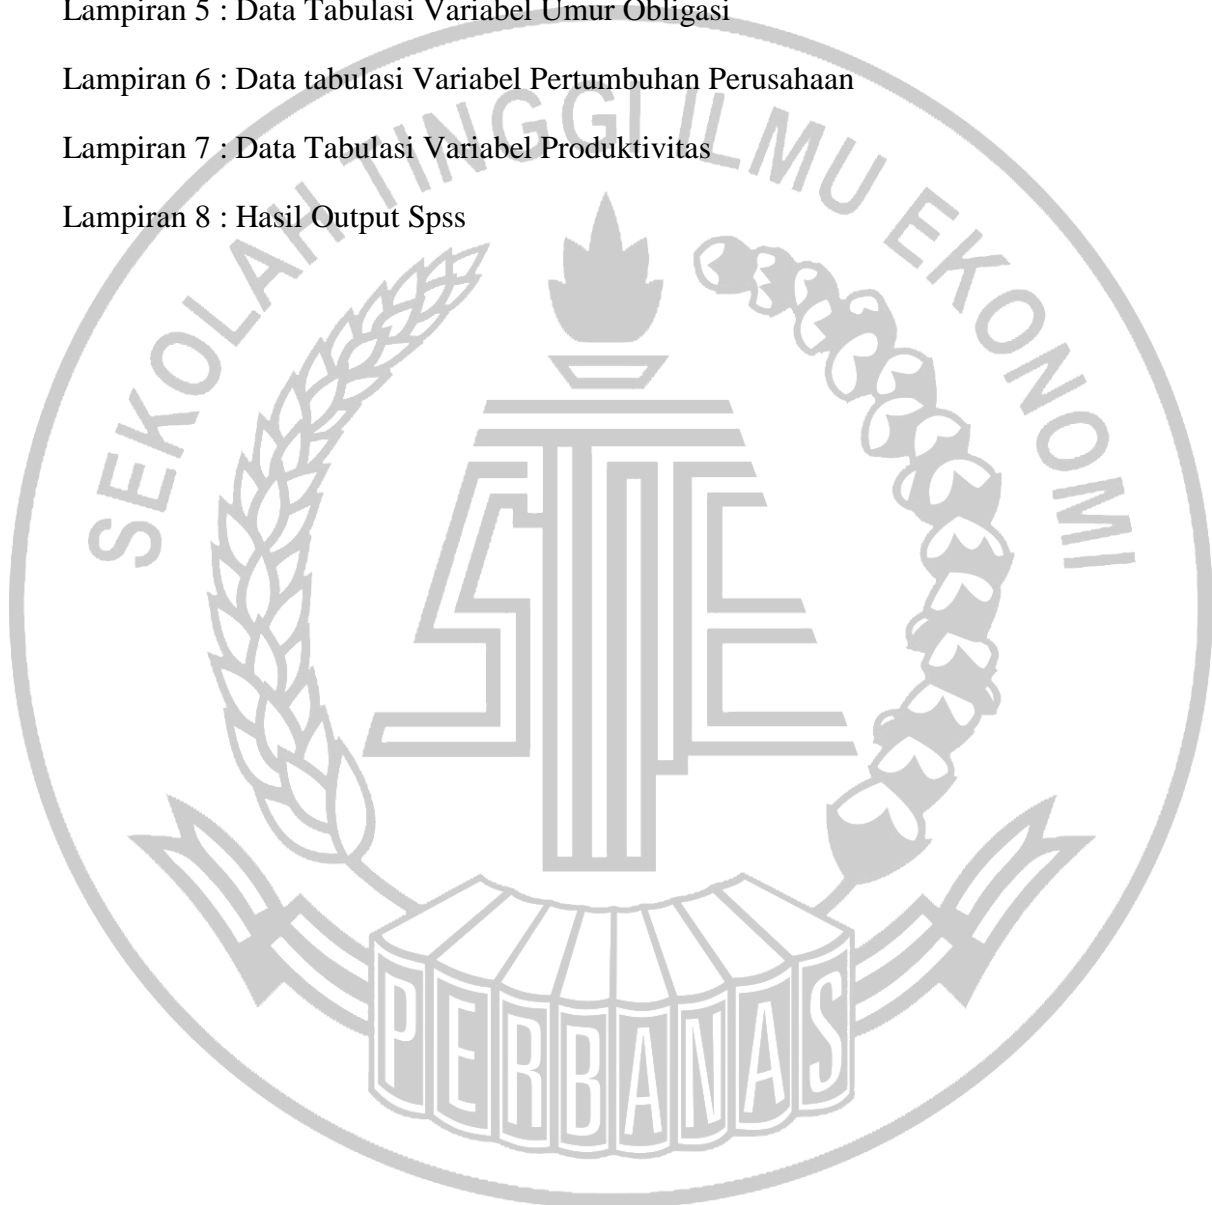 Lampiran 5 : Data Tabulasi Variabel Umur Obligasi
Lampiran 6 : Data tabulasi Variabel Pertumbuhan Perusahaan
Lampiran 7 : Data Tabulasi Variabel Produktivitas
Lampiran 8 : Hasil Output Spss
SEKOLAH TINGGI ILMU EKONOMI
STIE
PERBANAS